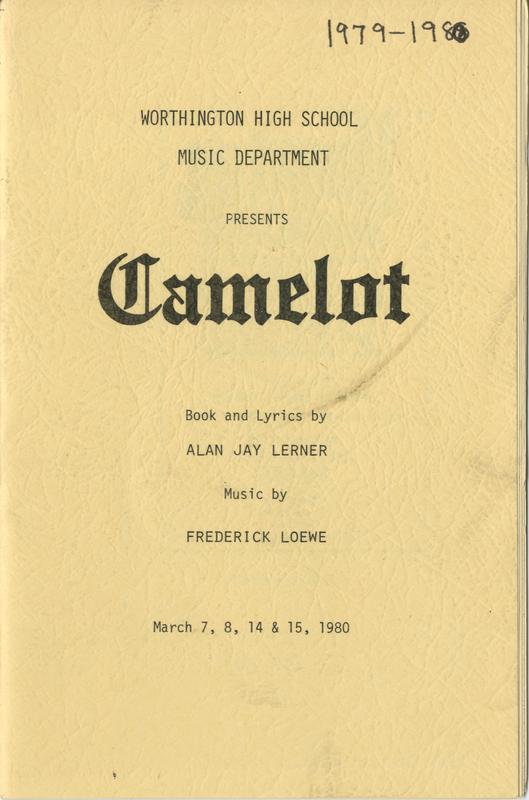 1979-1980
WORTHINGTON HIGH SCHOOL
MUSIC DEPARTMENT
PRESENTS
Camelot
Book and Lyrics by
ALAN JAY LERNER
Music by
FREDERICK LOEWE
March 7, 8, 14 & 15, 1980